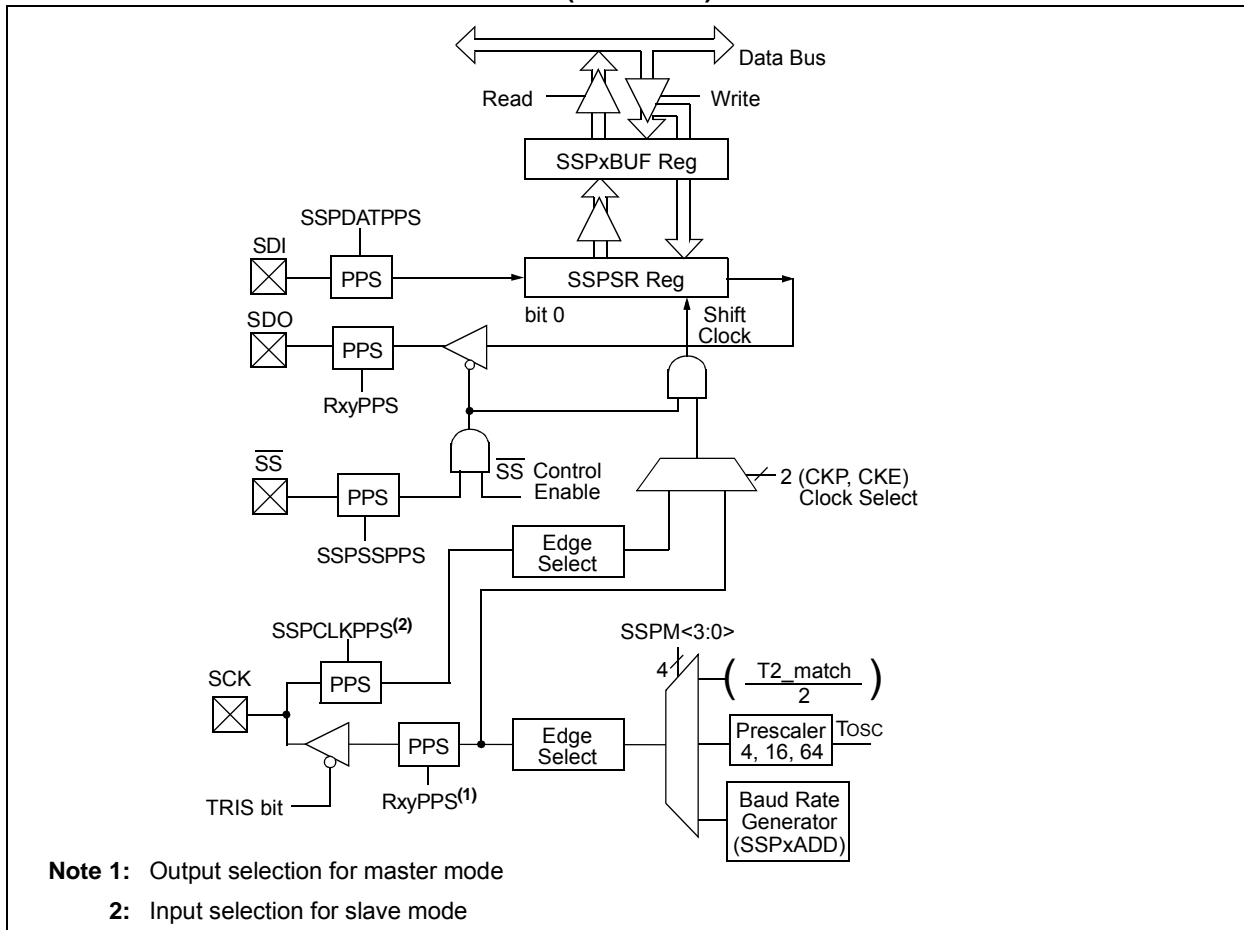 Data Bus
Read
Write
SSPxBUF Reg
SSPDATPPS
SDI
PPS
SSPSR Reg
bit 0
Shift
Clock
SDO
PPS
RxyPPS
SS
PPS
SS Control
Enable
SSPSSPPS
2 (CKP, CKE)
Clock Select
Edge
Select
SSPCLKPPS(2)
SCK
PPS
SSPM<3:0>
4
( T2_match
2 )
Edge
Select
Prescaler
4, 16, 64
TOSC
PPS
TRIS bit
RxyPPS(1)
Baud Rate
Generator
(SSPxADD)
Note 1: Output selection for master mode
2: Input selection for slave mode